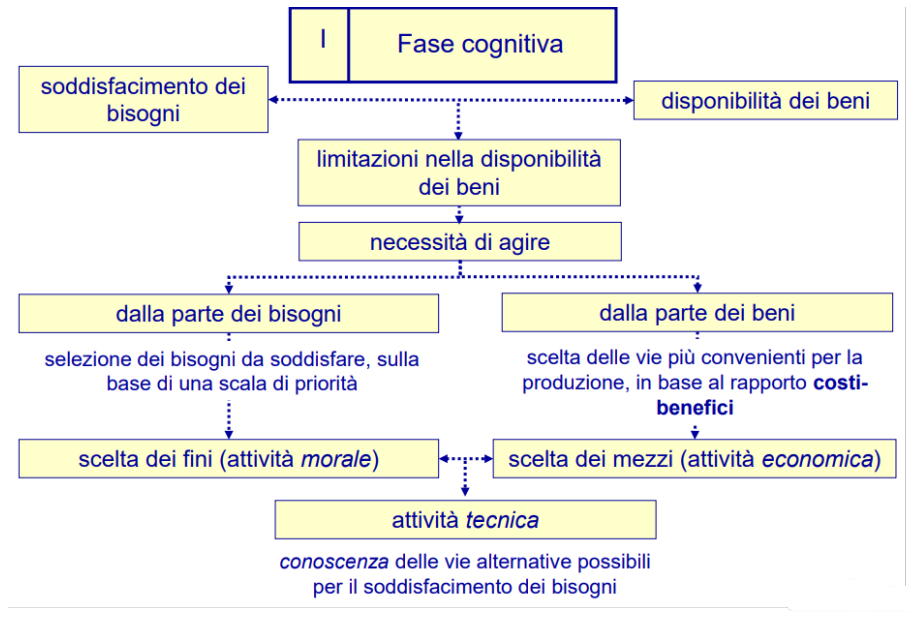 I
Fase cognitiva
soddisfacimento dei
bisogni
disponibilità dei beni
limitazioni nella disponibilità
dei beni
necessità di agire
dalla parte dei bisogni
dalla parte dei beni
selezione dei bisogni da soddisfare, sulla
base di una scala di priorità
scelta delle vie più convenienti per la
produzione, in base al rapporto costi-
benefici
scelta dei fini (attività morale)
scelta dei mezzi (attività economica)
attività tecnica
conoscenza delle vie alternative possibili
per il soddisfacimento dei bisogni